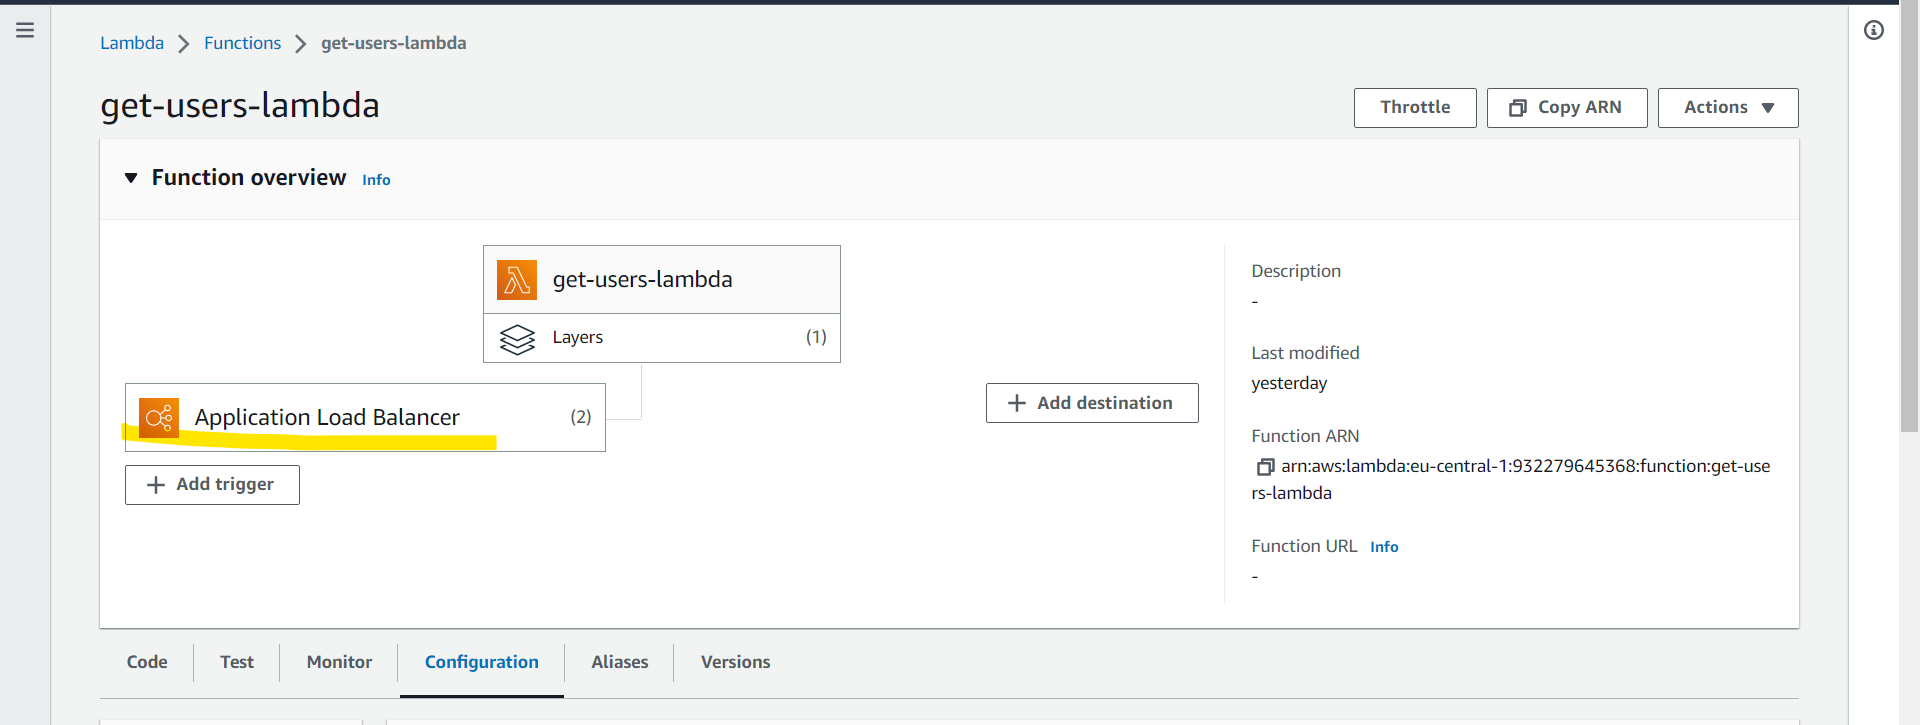 Lambda Functions get-users-lambda
get-users-lambda
Throttle Copy ARN Actions
Function overview Info
get-users-lambda
Layers (1)
Application Load Balancer (2)
Add trigger
Add destination
Description
-
Last modified
yesterday
Function ARN
arn:aws:lambda:eu-central-1:932279645368:function:get-use
rs-lambda
Function URL Info
-
Code Test Monitor Configuration Aliases Versions